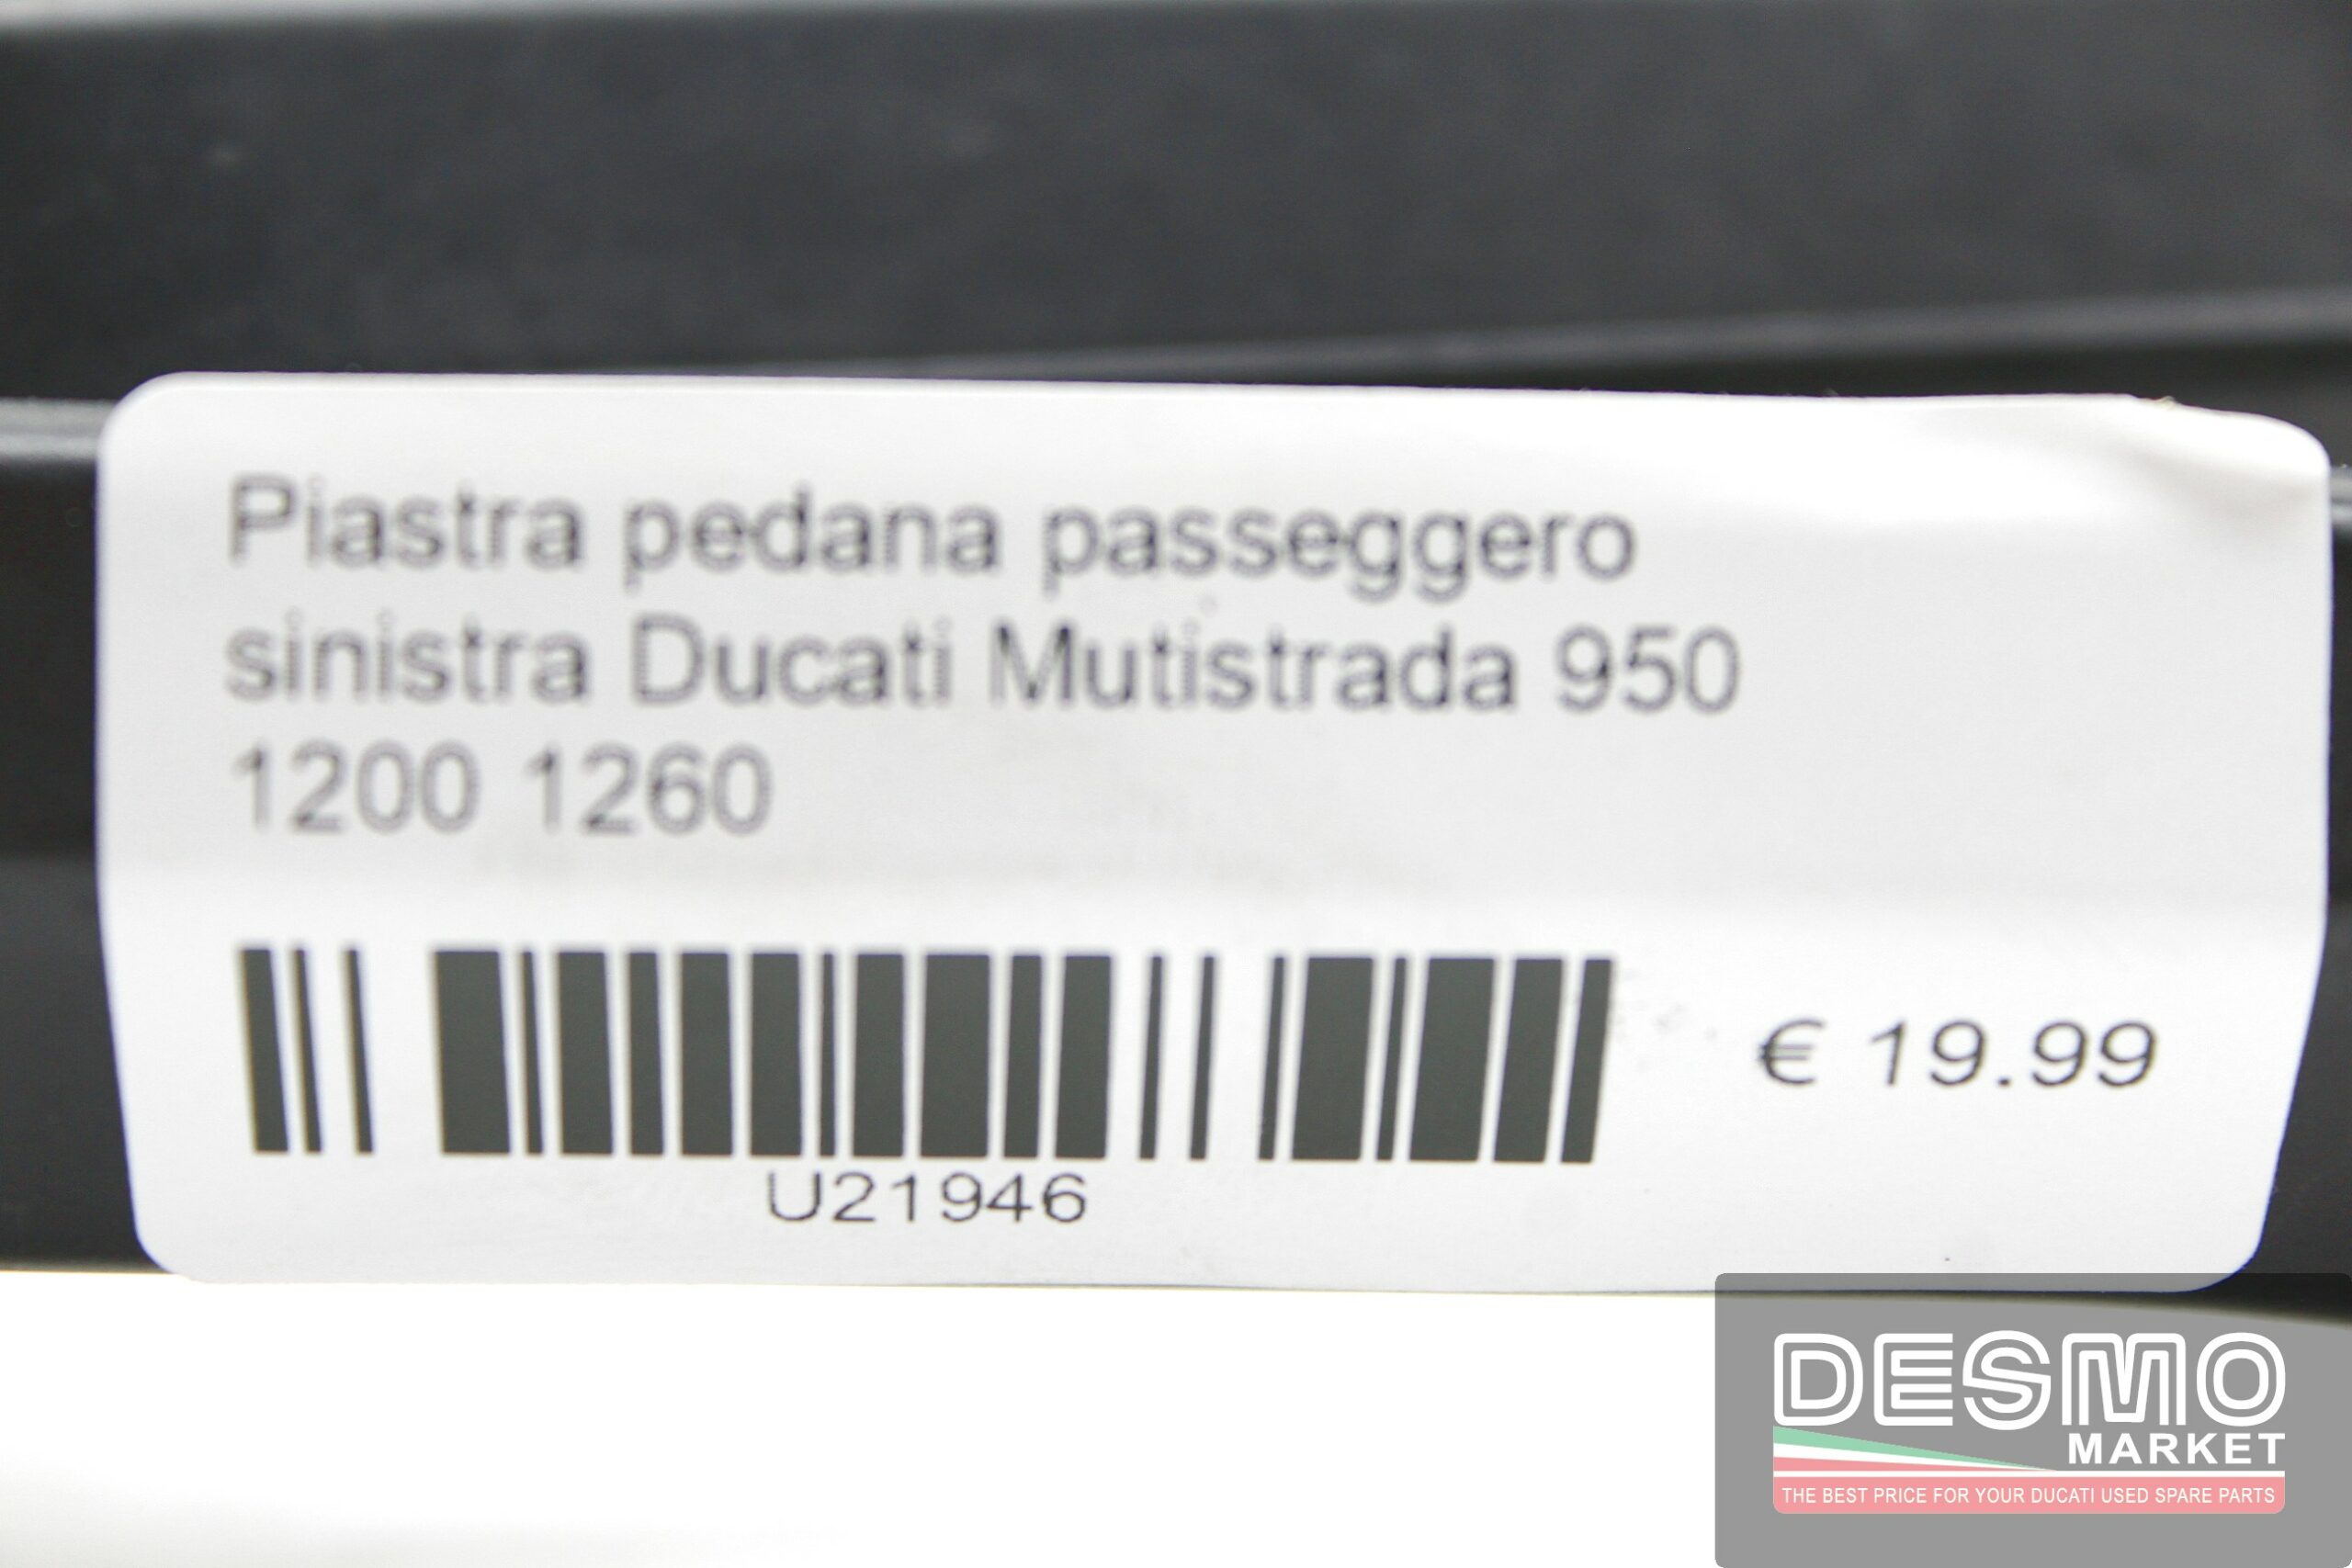 Piastra pedana passeggero
sinistra Ducati Mutistrada 950
1200 1260
€ 19.99
U21946
DESMO
MARKET
THE BEST PRICE FOR YOUR DUCATI USED SPARE PARTS